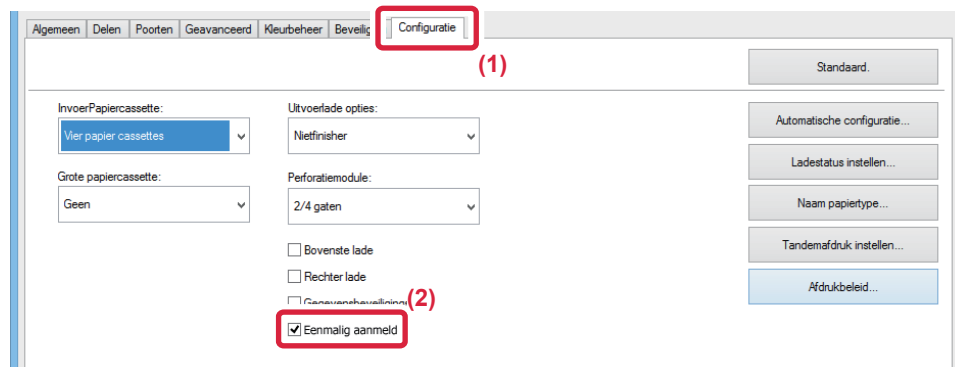 Algemeen Delen Poorten Geavanceerd Kleurbeheer Beveilig Configuratie
(1)
Standaard.
InvoerPapiercassette: Uitvoerlade opties:
Vier papier cassettes Nietfinisher
Automatische configuratie...
Ladestatus instellen...
Grote papiercassette: Perforatiemodule:
Geen 2/4 gaten
Naam papiertype...
Bovenste lade
Tandemafdruk instellen...
Rechter lade
Afdrukbeleid...
(2)
Eenmalig aanmeld